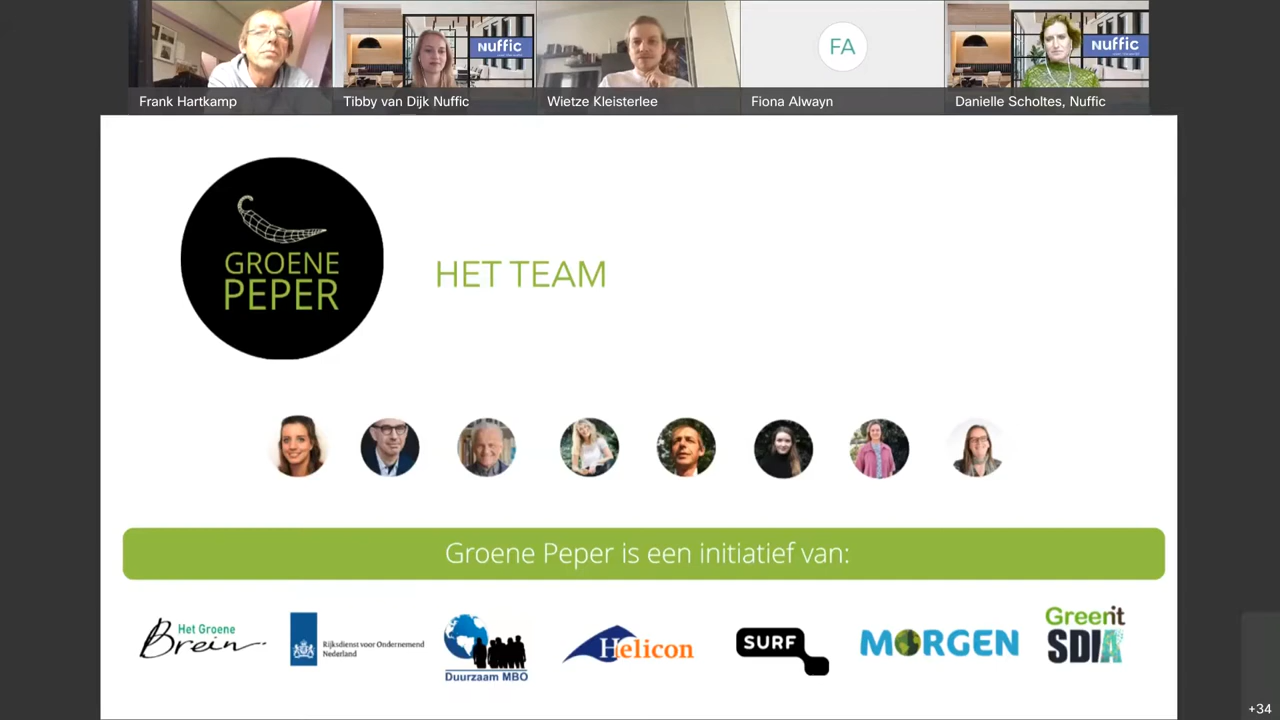 Nuffic
Nuffic
FA
Frank Hartkamp
Tibby van Dijk Nuffic
Wietze Kleisterlee
Fiona Alwayn
Danielle Scholtes, Nuffic
GROENE
PEPER
HET TEAM
Groene Peper is een initiatief van:
Het Groene
Brein
Rijksdienst voor Ondernemend
Nederland
Duurzaam MBO
Helicon
SURF
MORGEN
Greenit
SDIA
+34